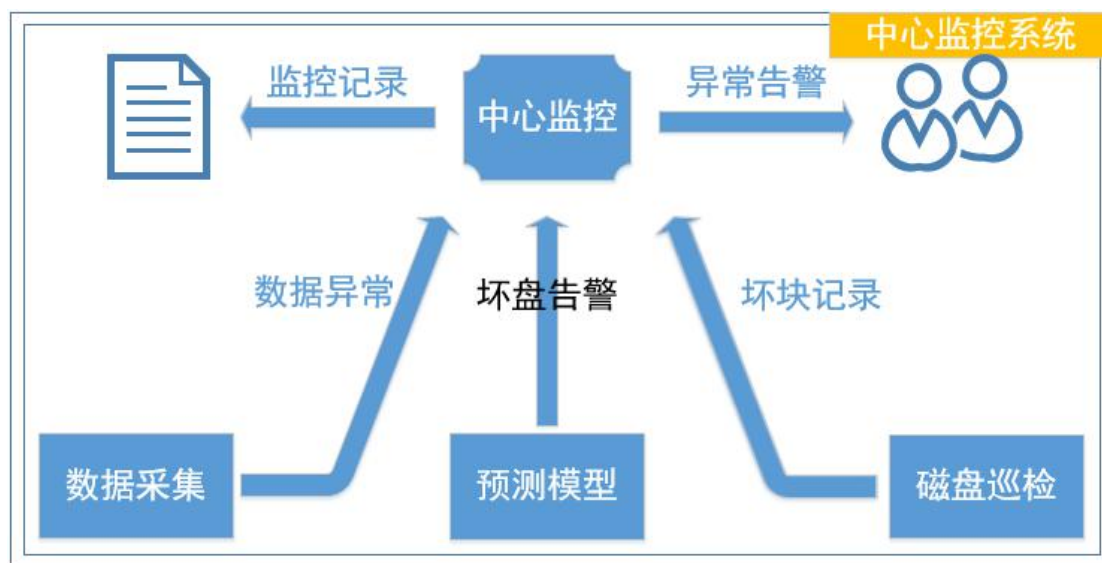 中心监控系统
监控记录
中心监控
异常告警
数据异常
坏盘告警
坏块记录
数据采集
预测模型
磁盘巡检